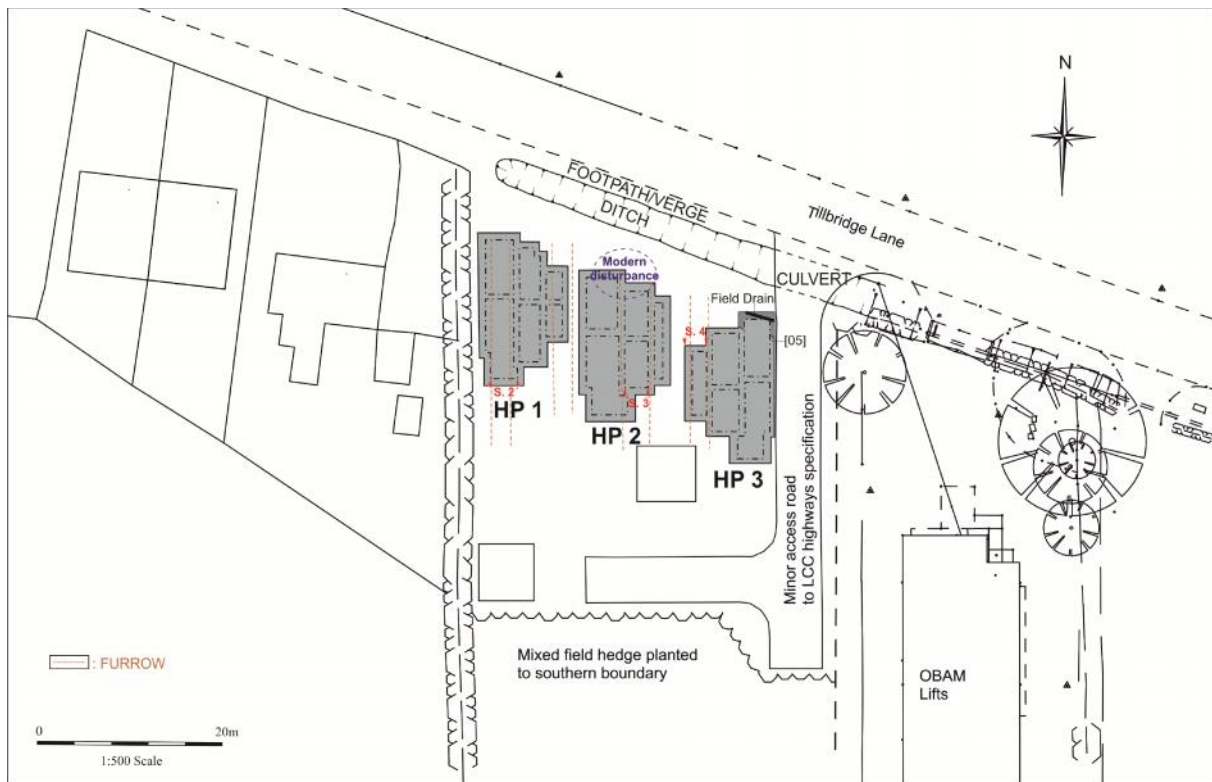 N
FOOTPATH/VERGE
DITCH
Tillbridge Lane
Modern
disturbance
CULVERT
Field Drain
S. 4
[05]
S. 2
HP 1
S. 3
HP 2
HP 3
Minor access road
to LCC highways specification
Mixed field hedge planted
to southern boundary
OBAM
Lifts
: FURROW
0
20m
1:500 Scale